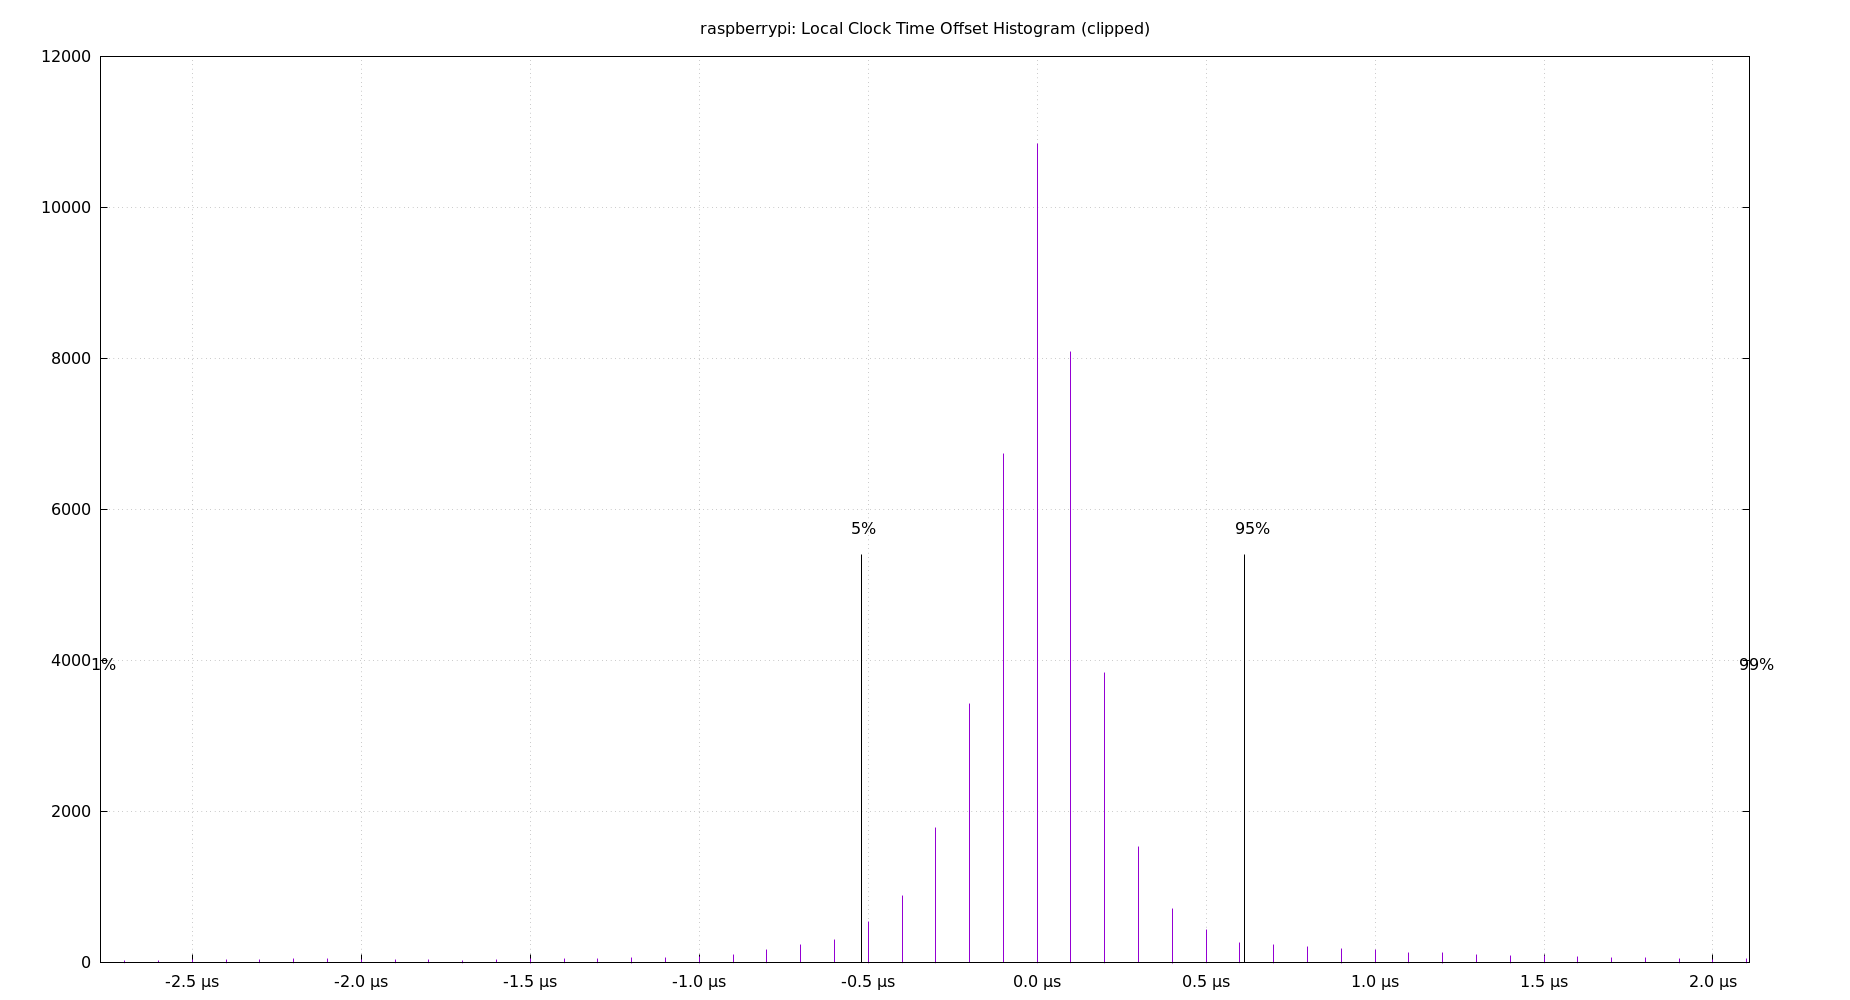 raspberrypi: Local Clock Time Offset Histogram (clipped)
12000
10000
8000
6000
5%
95%
4000
1%
99%
2000
0
-2.5 µs
-2.0 µs
-1.5 µs
-1.0 µs
-0.5 µs
0.0 µs
0.5 µs
1.0 µs
1.5 µs
2.0 µs